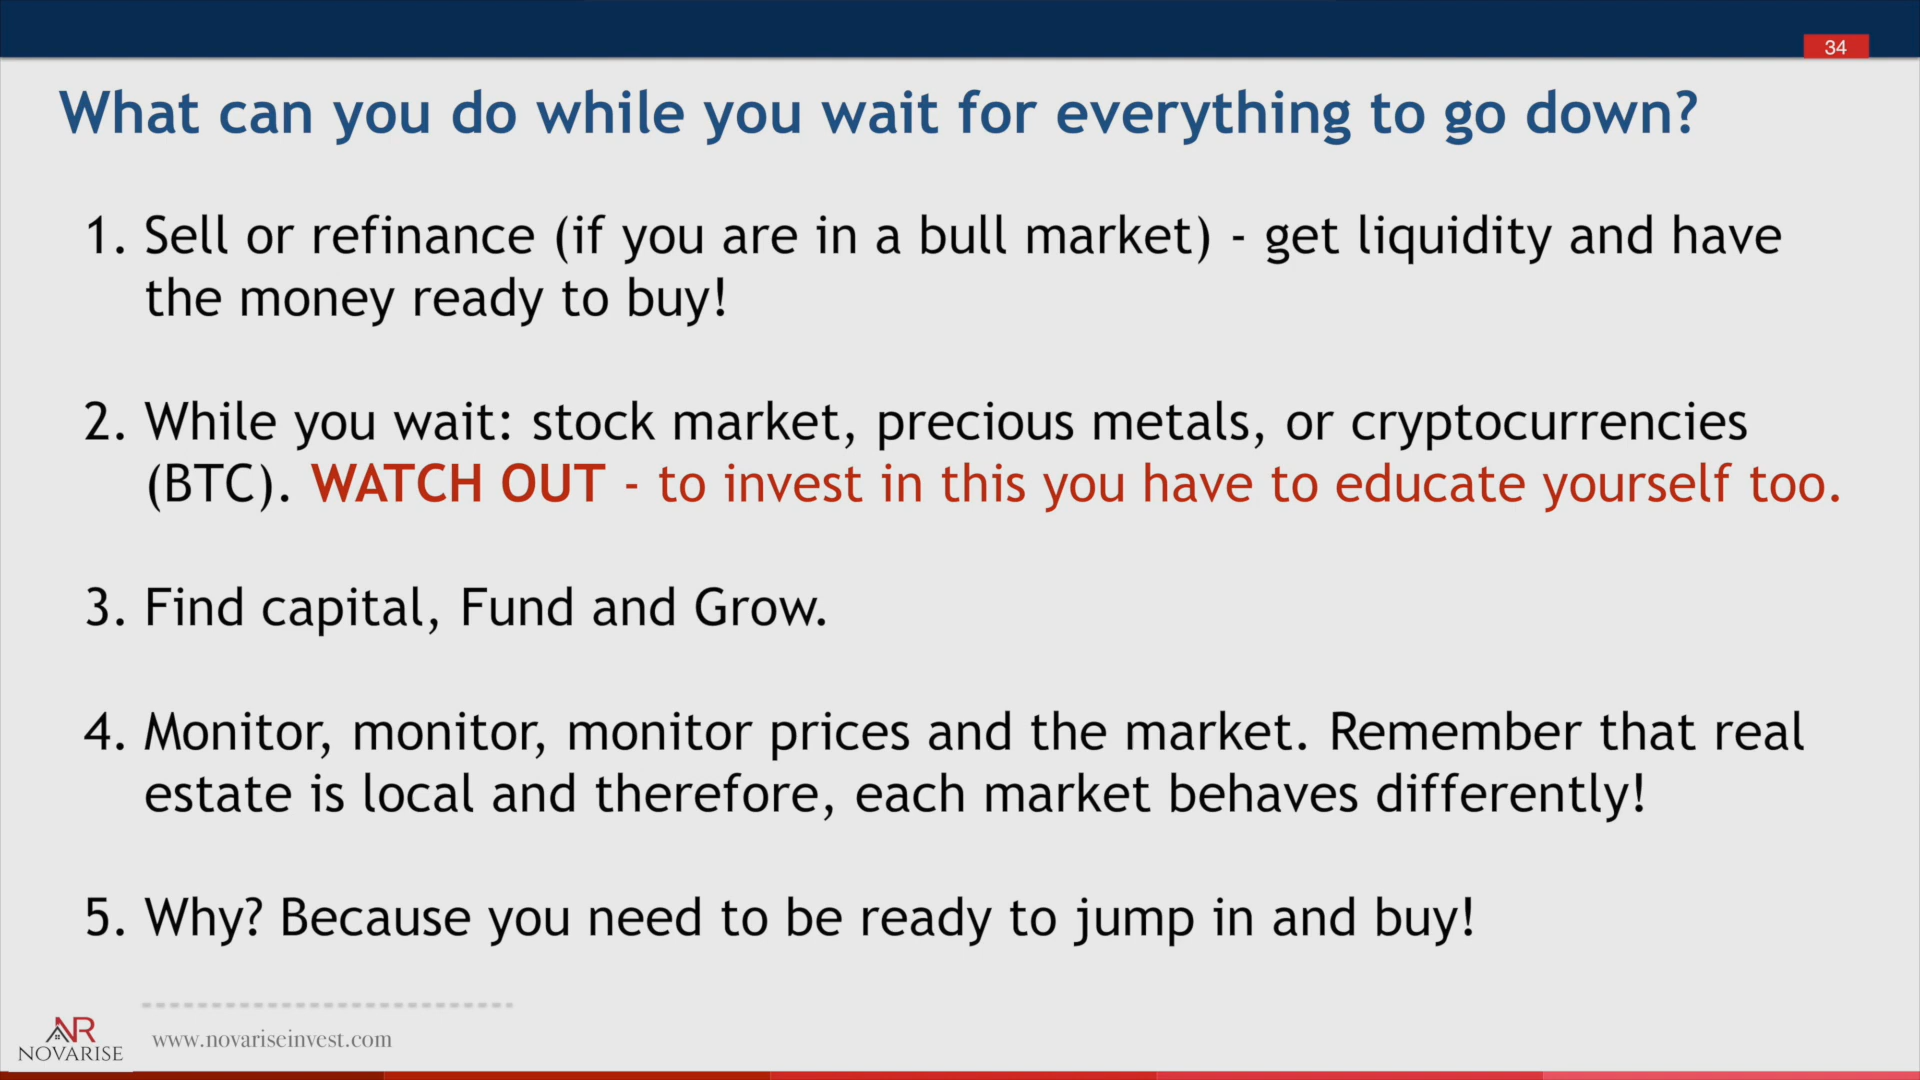 34
What can you do while you wait for everything to go down?
1. Sell or refinance (if you are in a bull market) - get liquidity and have
the money ready to buy!
2. While you wait: stock market, precious metals, or cryptocurrencies
(BTC). WATCH OUT - to invest in this you have to educate yourself too.
3. Find capital, Fund and Grow.
4. Monitor, monitor, monitor prices and the market. Remember that real
estate is local and therefore, each market behaves differently!
5. Why? Because you need to be ready to jump in and buy!
NR
NOVARISE
www.novariseinvest.com